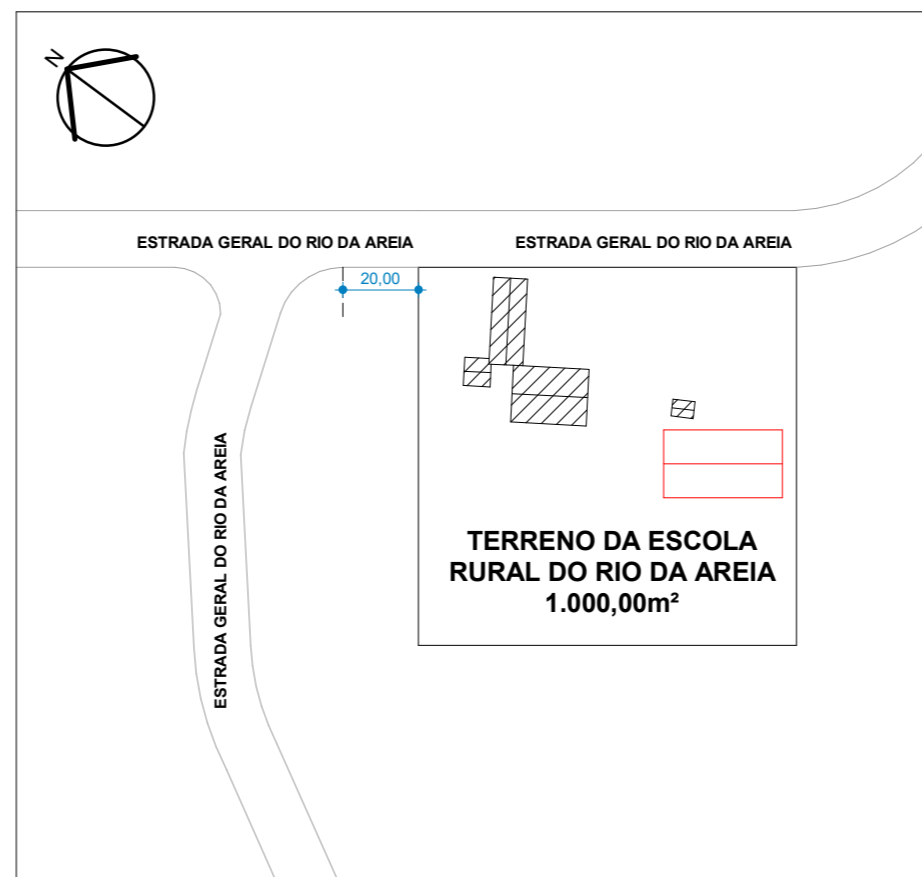 N
ESTRADA GERAL DO RIO DA AREIA
ESTRADA GERAL DO RIO DA AREIA
20,00
ESTRADA GERAL DO RIO DA AREIA
TERRENO DA ESCOLA
RURAL DO RIO DA AREIA
1.000,00m²